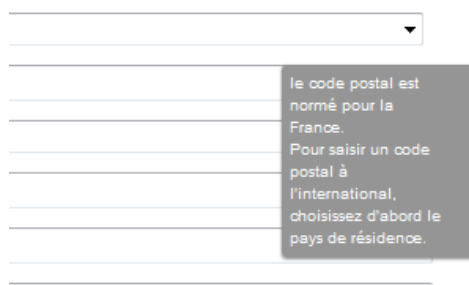 le code postal est
normé pour la
France.
Pour saisir un code
postal à
l'international,
choisissez d'abord le
pays de résidence.